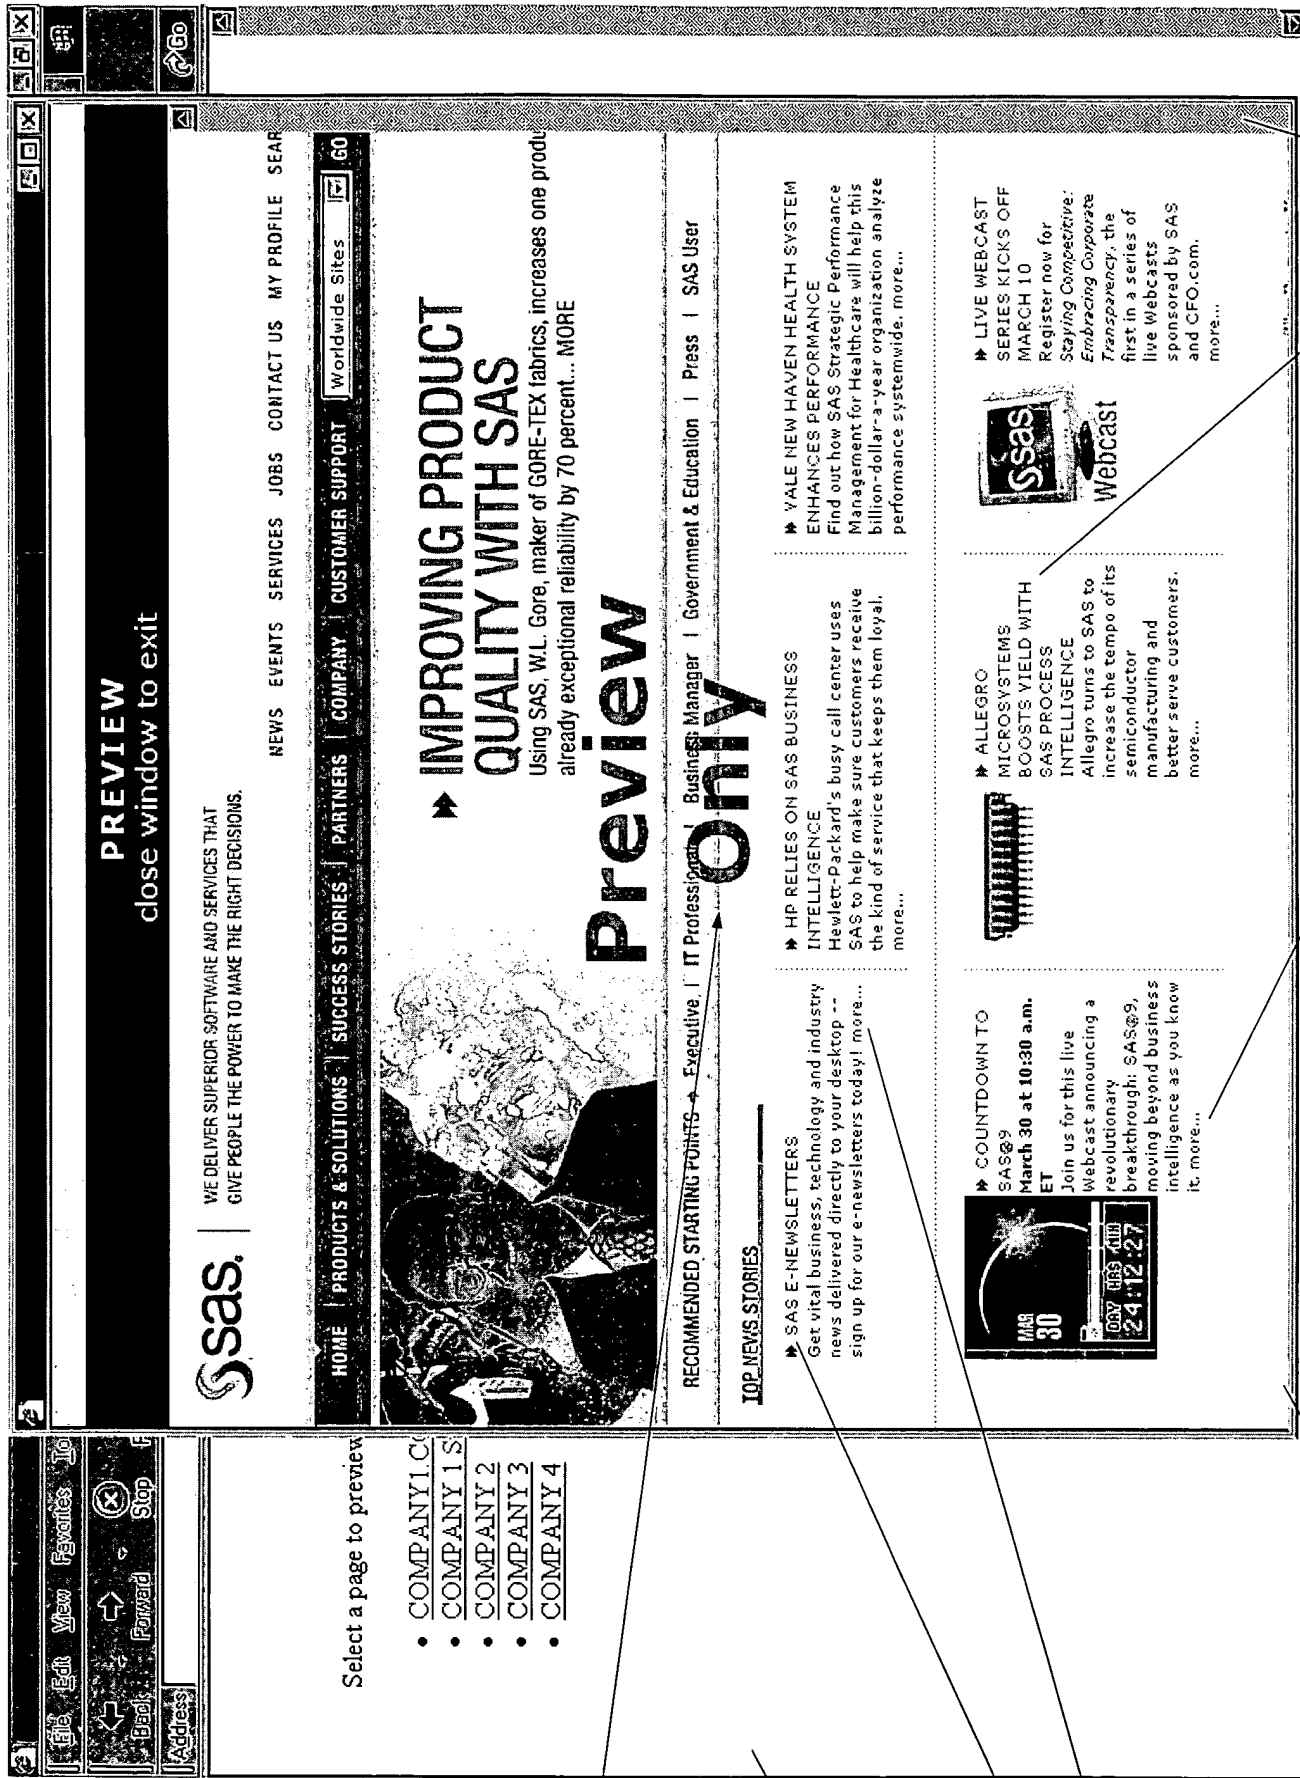 File Edit View Favorites To
Back Forward Stop
Address
Go
Select a page to preview
• COMPANY 1 CO
• COMPANY 1 S
• COMPANY 2
• COMPANY 3
• COMPANY 4
PREVIEW
close window to exit
sas.
WE DELIVER SUPERIOR SOFTWARE AND SERVICES THAT
GIVE PEOPLE THE POWER TO MAKE THE RIGHT DECISIONS.
NEWS EVENTS SERVICES JOBS CONTACT US MY PROFILE SEAR
HOME | PRODUCTS & SOLUTIONS | SUCCESS STORIES | PARTNERS | COMPANY | CUSTOMER SUPPORT Worldwide Sites GO
IMPROVING PRODUCT
QUALITY WITH SAS
Using SAS, W.L. Gore, maker of GORE-TEX fabrics, increases one produ
already exceptional reliability by 70 percent... MORE
Preview
Only
RECOMMENDED STARTING POINTS Executive | IT Professional | Business Manager | Government & Education | Press | SAS User
TOP NEWS STORIES
SAS E-NEWSLETTERS
Get vital business, technology and industry
news delivered directly to your desktop --
sign up for our e-newsletters today! more...
HP RELIES ON SAS BUSINESS
INTELLIGENCE
Hewlett-Packard's busy call center uses
SAS to help make sure customers receive
the kind of service that keeps them loyal.
more...
YALE NEW HAVEN HEALTH SYSTEM
ENHANCES PERFORMANCE
Find out how SAS Strategic Performance
Management for Healthcare will help this
billion-dollar-a-year organization analyze
performance systemwide. more...
MAR
30
DAY HRS MIN
24:12:27
COUNTDOWN TO
SAS®9
March 30 at 10:30 a.m.
ET
Join us for this live
Webcast announcing a
revolutionary
breakthrough: SAS®9,
moving beyond business
intelligence as you know
it. more...
ALLEGRO
MICROSYSTEMS
BOOSTS YIELD WITH
SAS PROCESS
INTELLIGENCE
Allegro turns to SAS to
increase the tempo of its
semiconductor
manufacturing and
better serve customers.
more...
sas
Webcast
LIVE WEBCAST
SERIES KICKS OFF
MARCH 10
Register now for
Staying Competitive:
Embracing Corporate
Transparency, the
first in a series of
live Webcasts
sponsored by SAS
and CFO.com.
more...